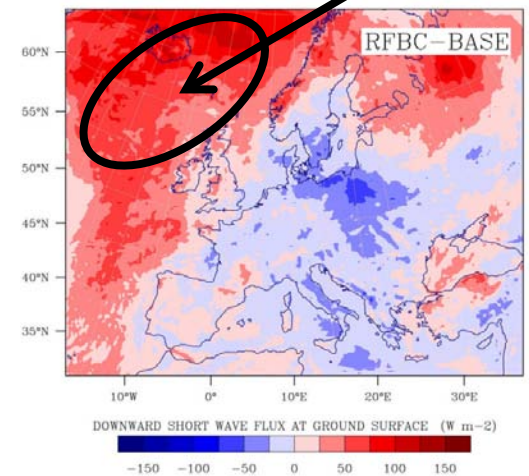 RFBC-BASE
60°N
55°N
50°N
45°N
40°N
35°N
10°W 0° 10°E 20°E 30°E
DOWNWARD SHORT WAVE FLUX AT GROUND SURFACE (W m-2)
-150 -100 -50 0 50 100 150